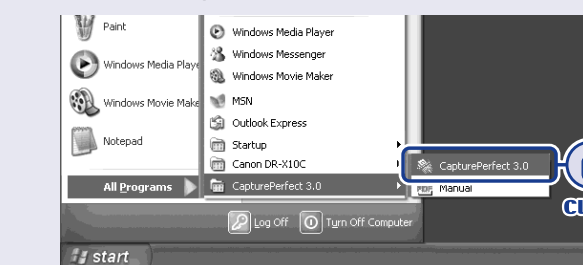 Paint
Windows Media Playe
Windows Movie Make
Notepad
All Programs
Windows Media Player
Windows Messenger
Windows Movie Maker
MSN
Outlook Express
Startup
Canon DR-X10C
CapturePerfect 3.0
CapturePerfect 3.0
PDF Manual
Log Off
Turn Off Computer
start